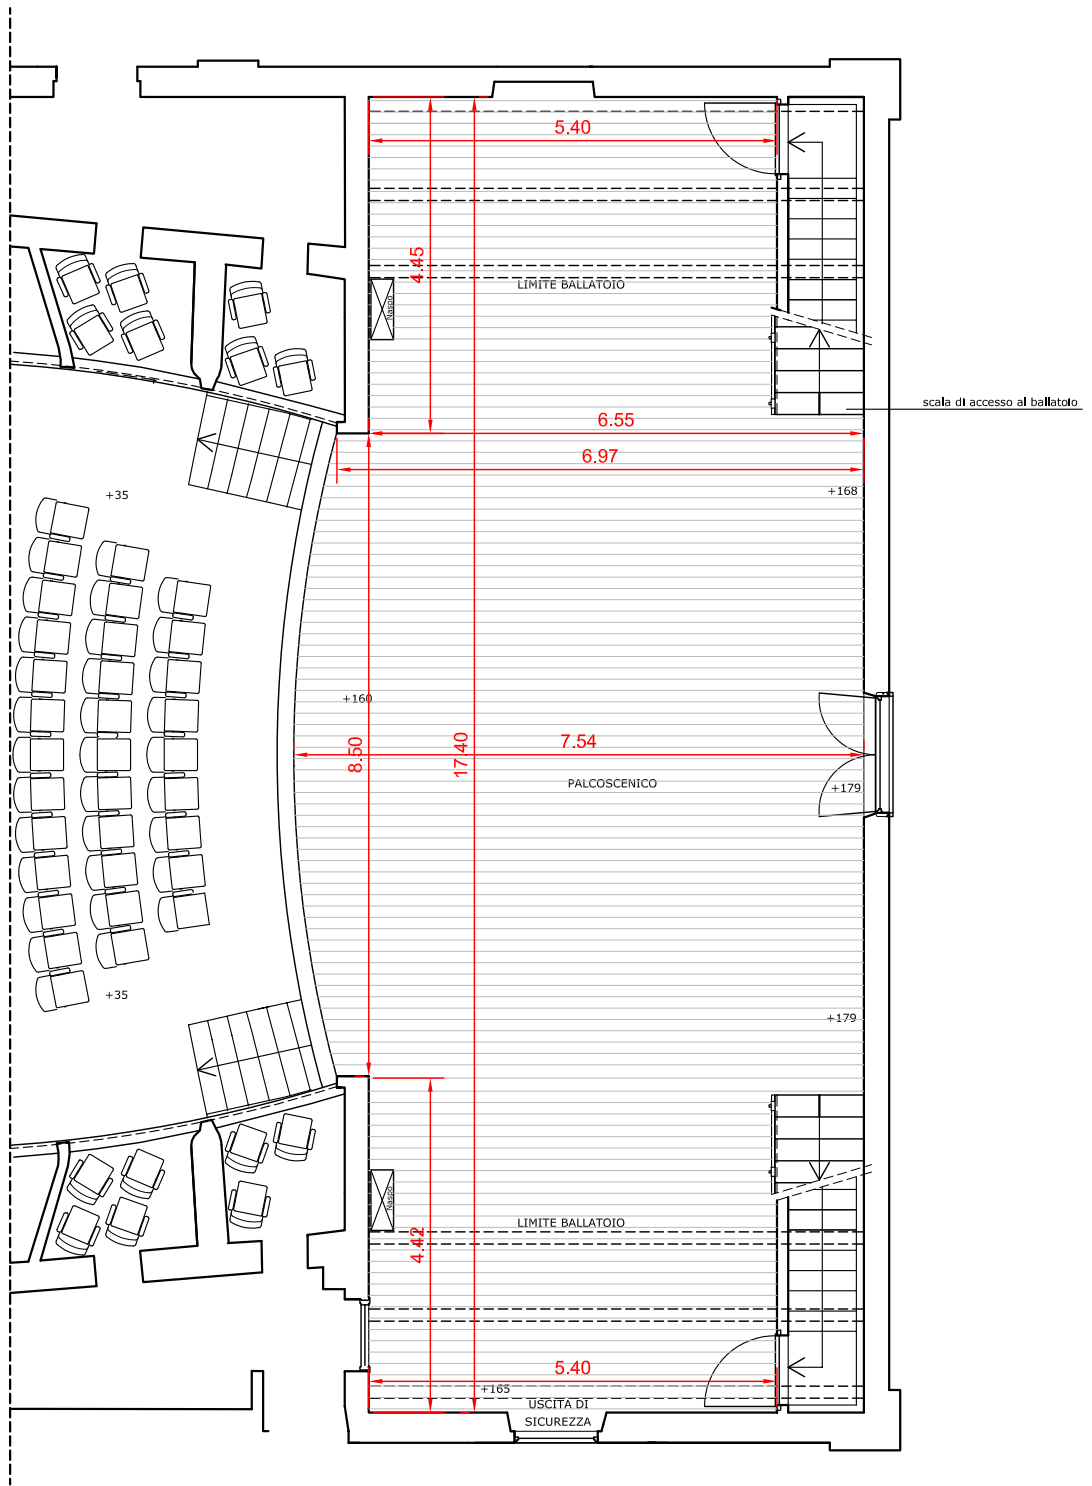 5.40
4.45
LIMITE BALLATOIO
Naspo
scala di accesso al ballatoio
6.55
6.97
+168
+35
+160
8.50
17.40
7.54
PALCOSCENICO
+179
+35
+179
Naspo
LIMITE BALLATOIO
4.42
5.40
+165
USCITA DI
SICUREZZA